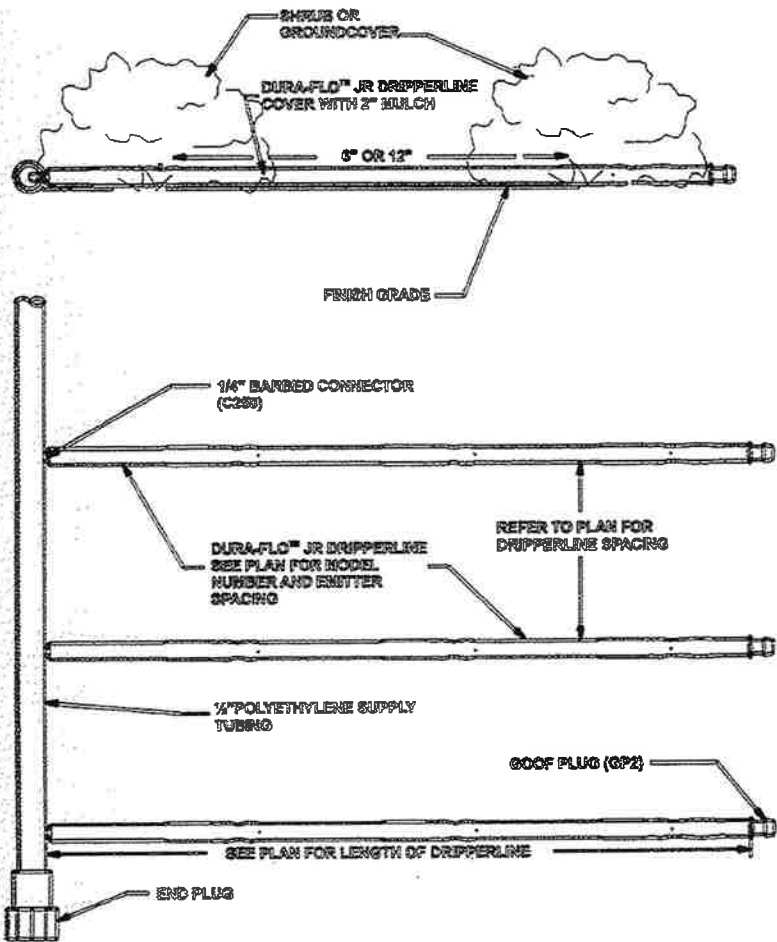 SHRUB OR
GROUNDCOVER
DURA-FLO™ JR DRIPPERLINE
COVER WITH 2" MULCH
6" OR 12"
FINISH GRADE
1/4" BARBED CONNECTOR
(C250)
REFER TO PLAN FOR
DRIPPERLINE SPACING
DURA-FLO™ JR DRIPPERLINE
SEE PLAN FOR MODEL
NUMBER AND EMITTER
SPACING
½" POLYETHYLENE SUPPLY
TUBING
GOOF PLUG (GP2)
SEE PLAN FOR LENGTH OF DRIPPERLINE
END PLUG